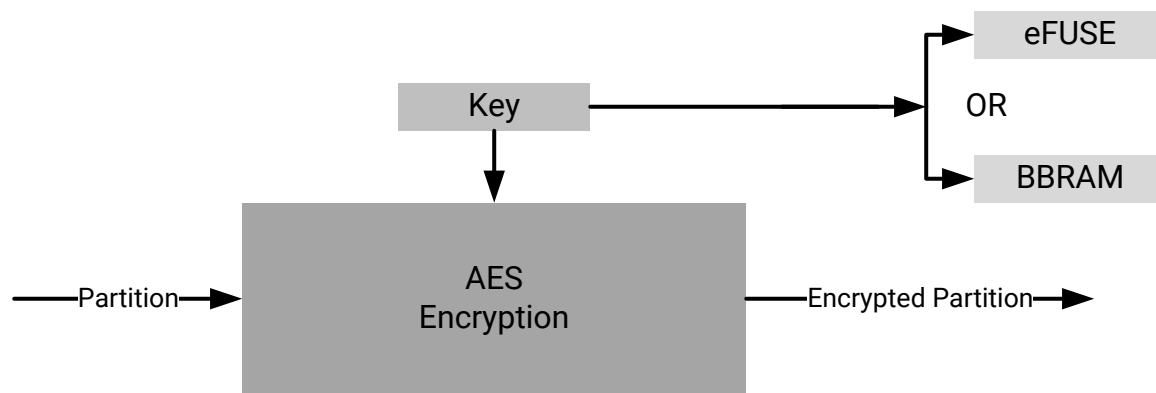 eFUSE
Key
OR
BBRAM
AES
Encryption
Partition
Encrypted Partition